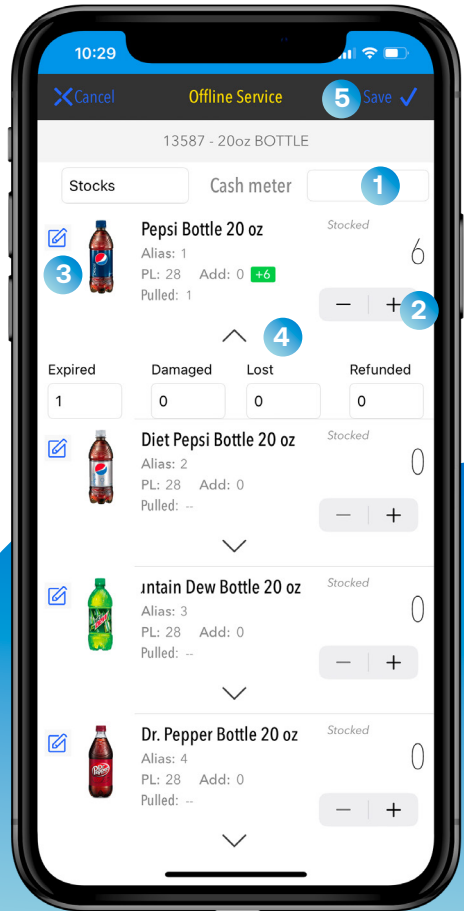 10:29
Cancel Offline Service 5 Save
13587 - 20oz BOTTLE
Stocks Cash meter 1
Pepsi Bottle 20 oz Stocked
Alias: 1 6
3 PL: 28 Add: 0 +6
Pulled: 1 − + 2
4
Expired Damaged Lost Refunded
1 0 0 0
Diet Pepsi Bottle 20 oz Stocked
Alias: 2 0
PL: 28 Add: 0
Pulled: -- − +
untain Dew Bottle 20 oz Stocked
Alias: 3 0
PL: 28 Add: 0
Pulled: -- − +
Dr. Pepper Bottle 20 oz Stocked
Alias: 4 0
PL: 28 Add: 0
Pulled: -- − +